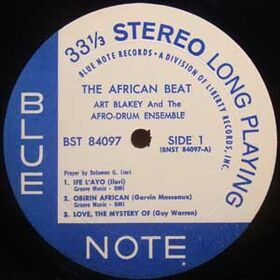 33⅓ STEREO LONG PLAYING
BLUE NOTE RECORDS • A DIVISION OF LIBERTY RECORDS, INC.
THE AFRICAN BEAT
ART BLAKEY And The
AFRO-DRUM ENSEMBLE
BST 84097 SIDE 1
(BNST 84097-A)
Prayer by Solomon G. Ilori
1. IFE L'AYO (Ilori)
Groove Music - BMI
2. OBIRIN AFRICAN (Garvin Masseaux)
Groove Music - BMI
3. LOVE, THE MYSTERY OF (Guy Warren)
BLUE
NOTE